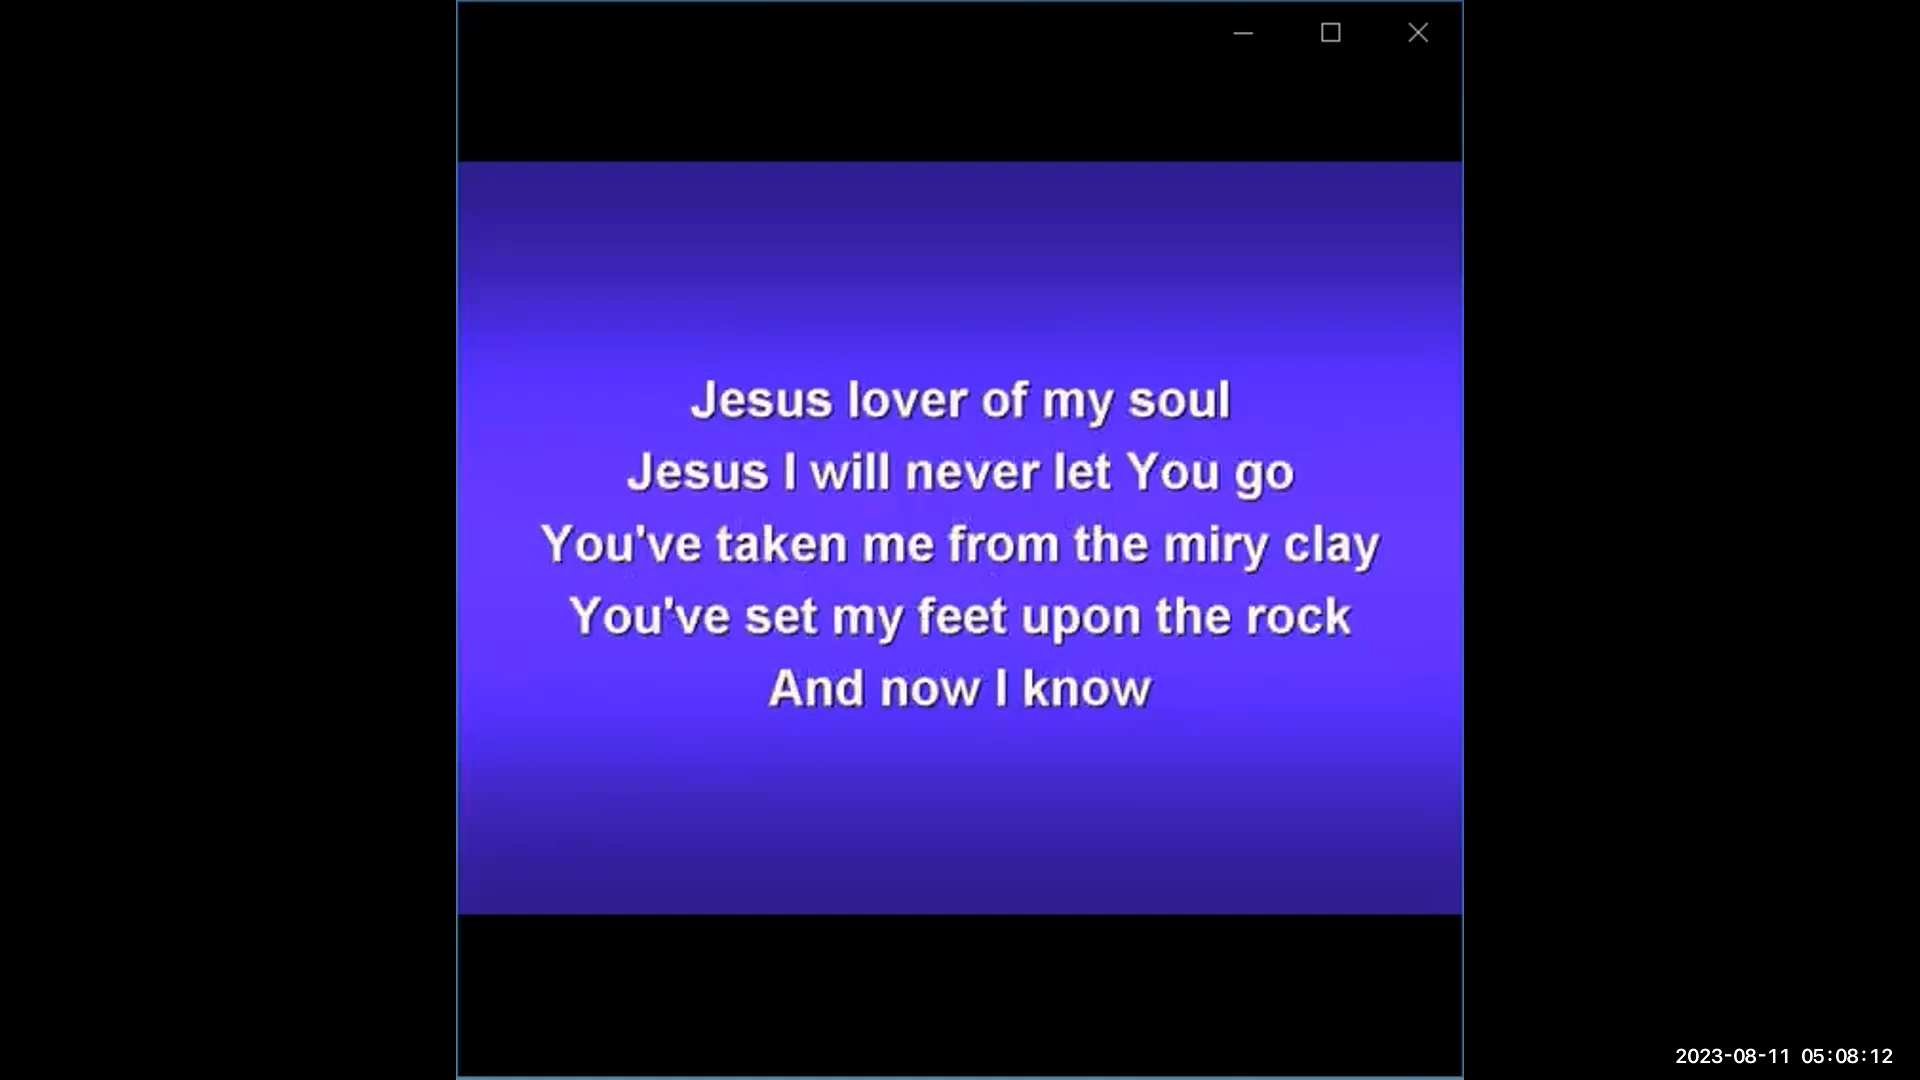 Jesus lover of my soul
Jesus I will never let You go
You've taken me from the miry clay
You've set my feet upon the rock
And now I know
2023-08-11 05:08:12